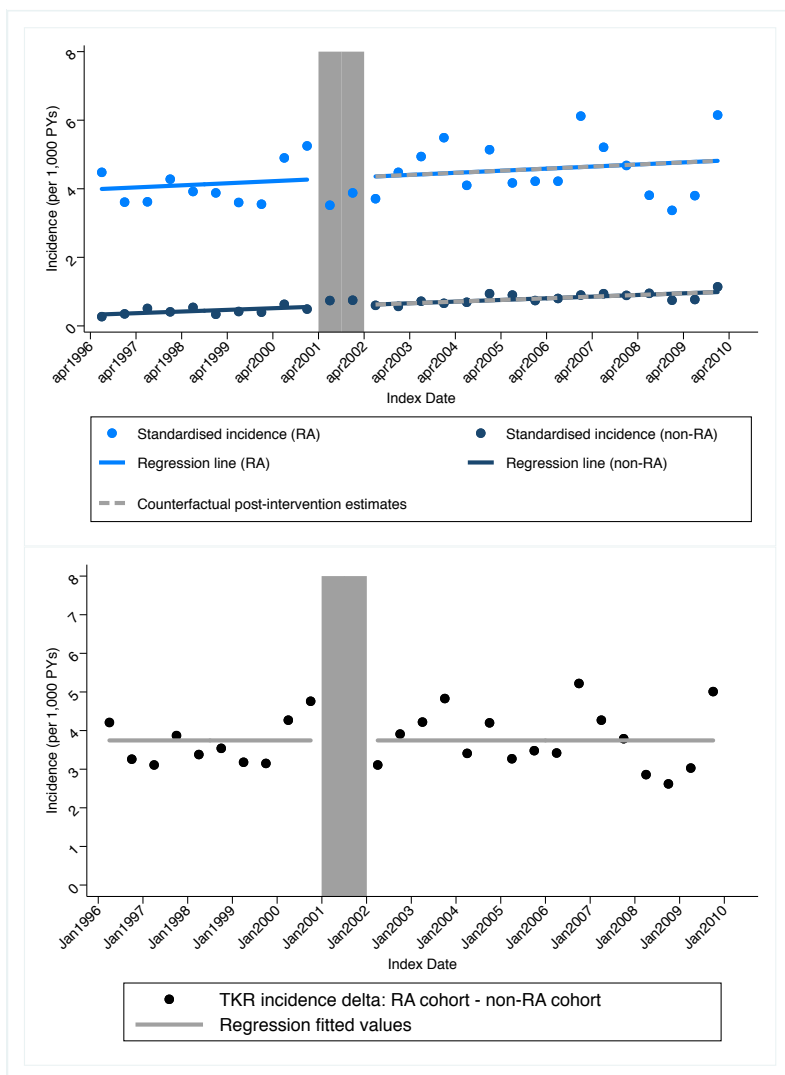 8
6
4
2
0
Incidence (per 1,000 PYs)
apr1996
apr1997
apr1998
apr1999
apr2000
apr2001
apr2002
apr2003
apr2004
apr2005
apr2006
apr2007
apr2008
apr2009
apr2010
Index Date
Standardised incidence (RA)
Standardised incidence (non-RA)
Regression line (RA)
Regression line (non-RA)
Counterfactual post-intervention estimates
8
7
6
5
4
3
2
1
0
Incidence (per 1,000 PYs)
Jan1996
Jan1997
Jan1998
Jan1999
Jan2000
Jan2001
Jan2002
Jan2003
Jan2004
Jan2005
Jan2006
Jan2007
Jan2008
Jan2009
Jan2010
Index Date
TKR incidence delta: RA cohort - non-RA cohort
Regression fitted values